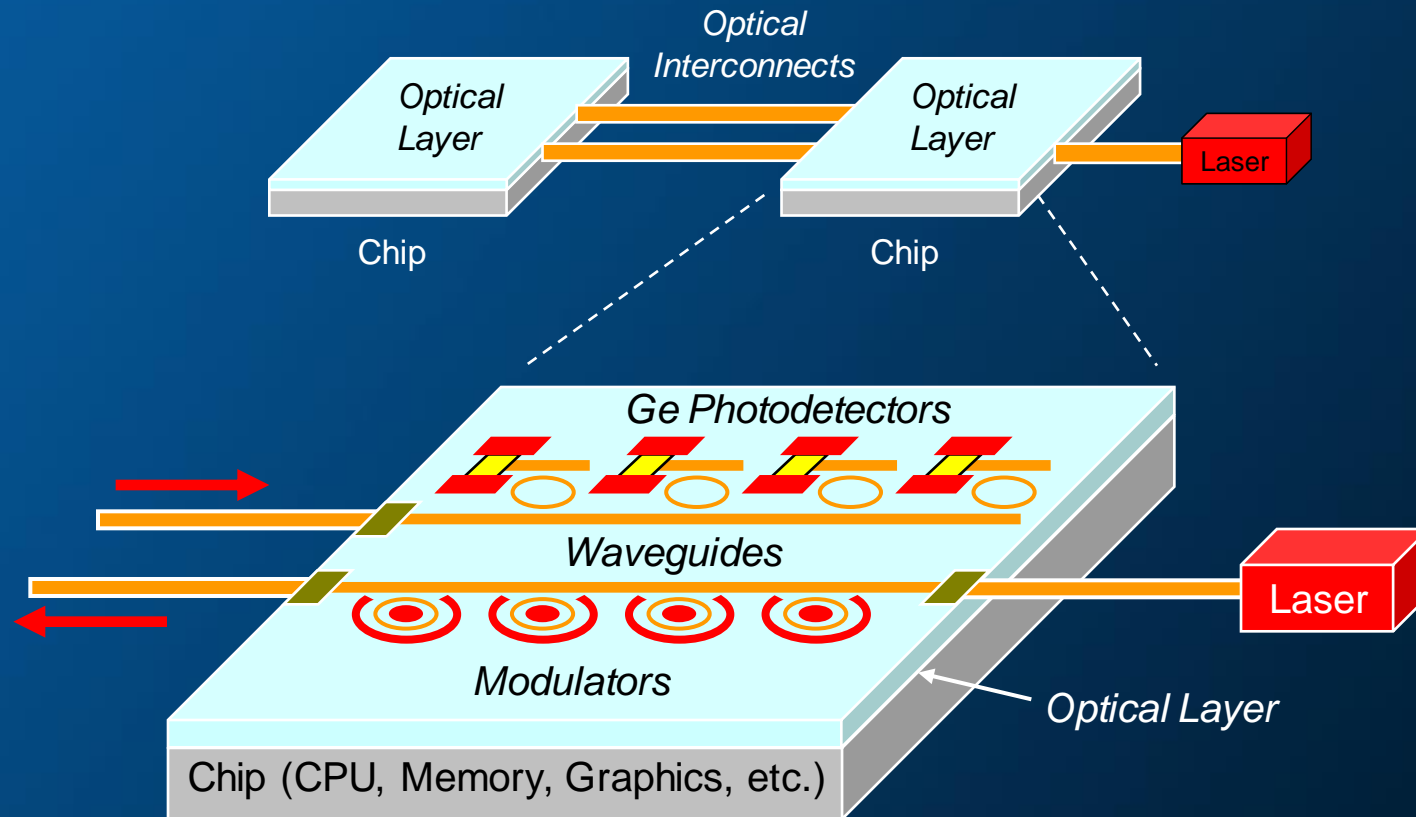 Optical
Interconnects
Optical
Layer
Optical
Layer
Laser
Chip
Chip
Ge Photodetectors
Waveguides
Laser
Modulators
Optical Layer
Chip (CPU, Memory, Graphics, etc.)